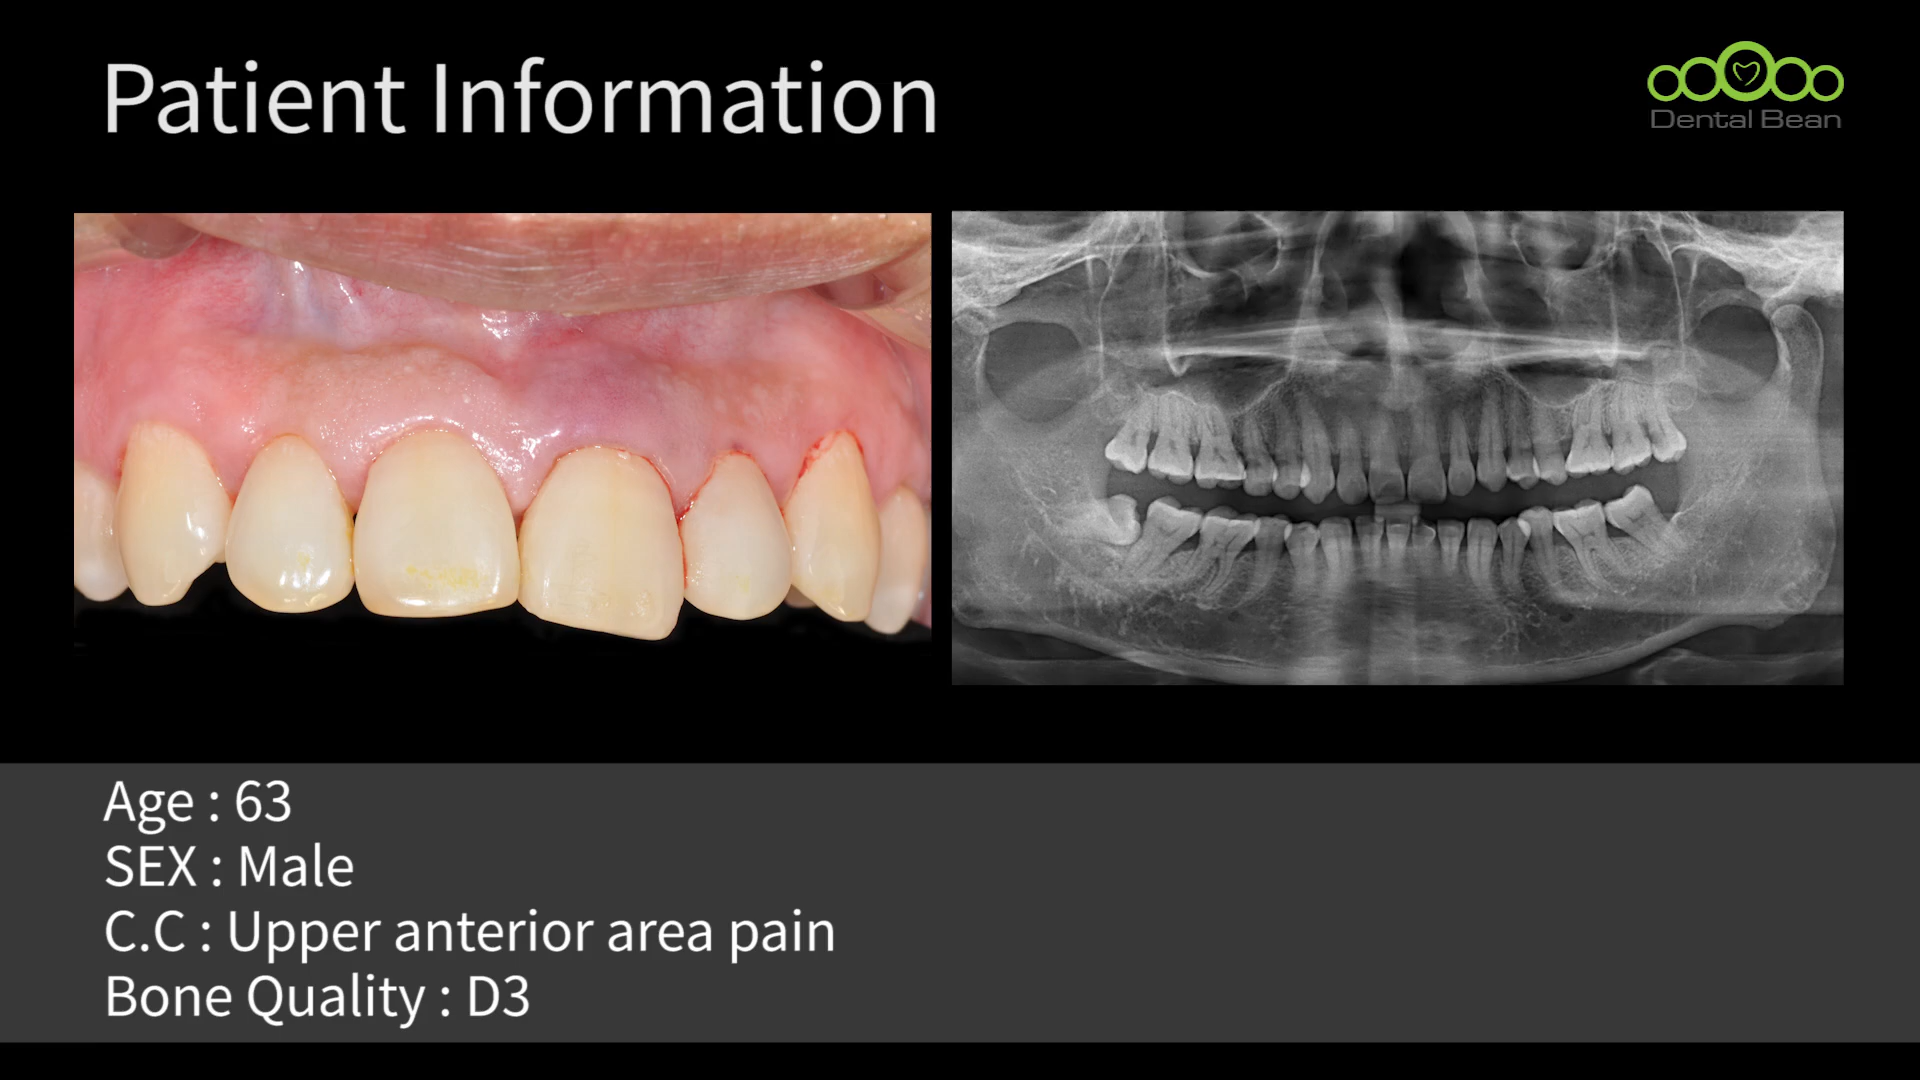 Patient Information
Dental Bean
Age : 63
SEX : Male
C.C : Upper anterior area pain
Bone Quality : D3